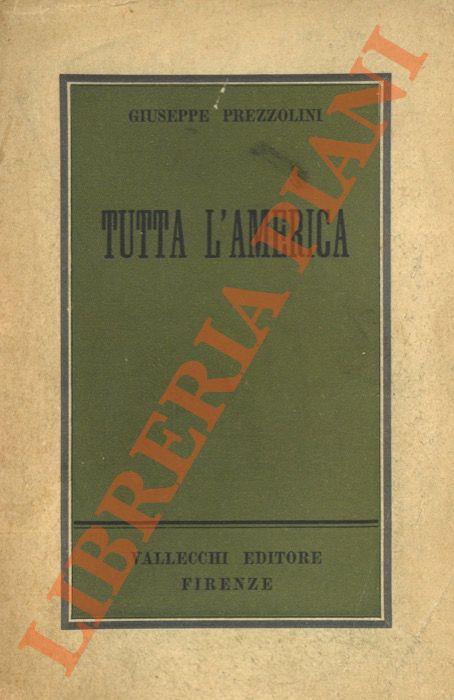 GIUSEPPE PREZZOLINI
TUTTA L'AMERICA
VALLECCHI EDITORE
FIRENZE
LIBRERIA PIANI